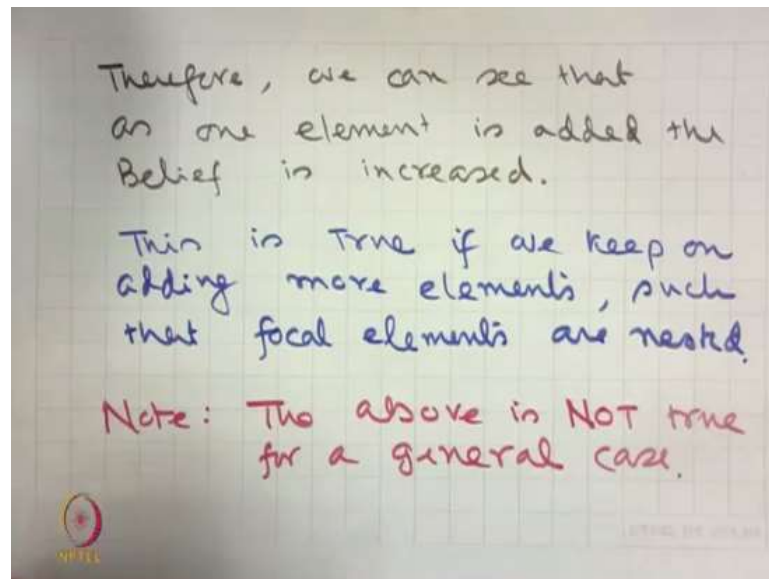 Therefore, we can see that
as one element is added the
Belief is increased.
This is True if we keep on
adding more elements, such
that focal elements are nested.
Note: The above is NOT true
for a general case.
NPTEL